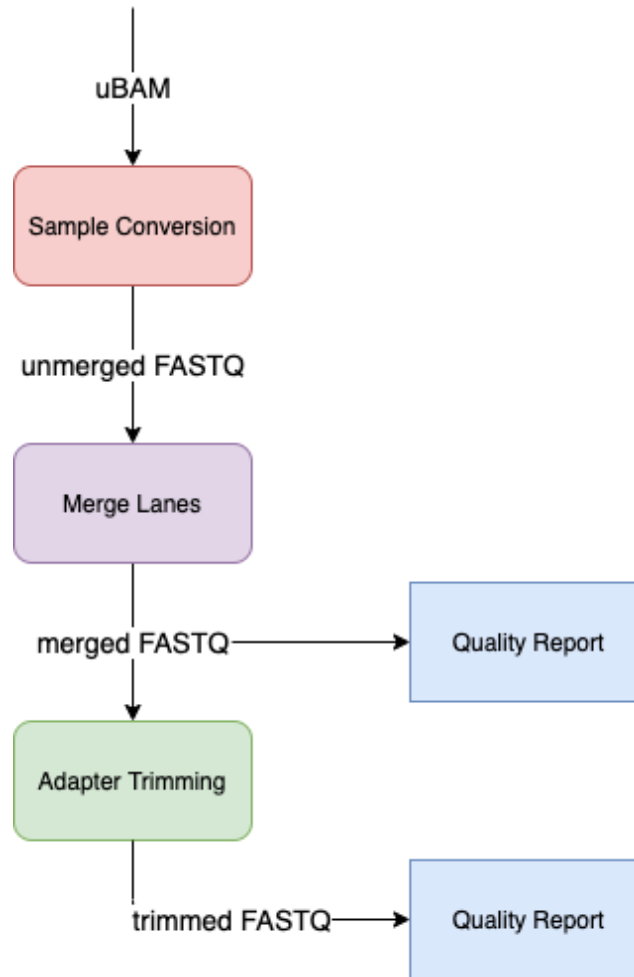 uBAM
Sample Conversion
unmerged FASTQ
Merge Lanes
merged FASTQ
Quality Report
Adapter Trimming
trimmed FASTQ
Quality Report